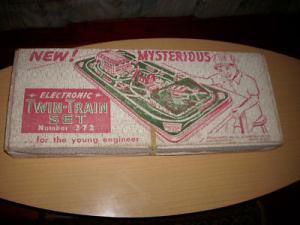 NEW! MYSTERIOUS
ELECTRONIC
TWIN-TRAIN
SET
Number 372
... for the young engineer